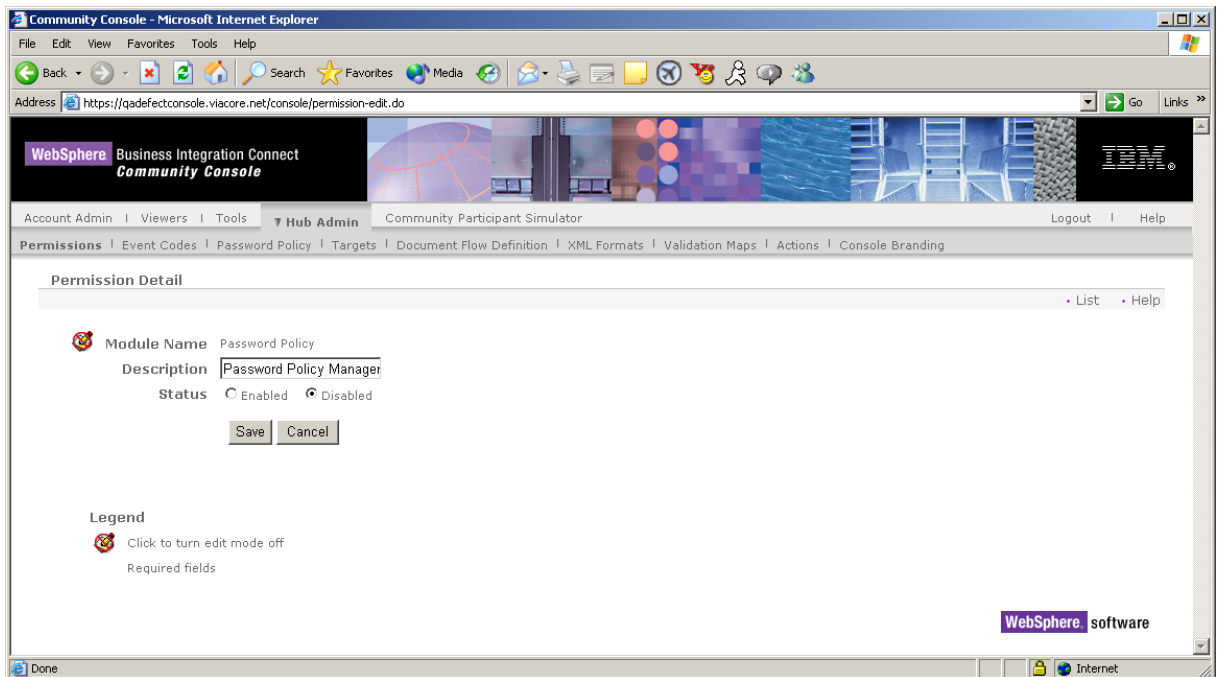 Community Console - Microsoft Internet Explorer
File Edit View Favorites Tools Help
Back Search Favorites Media
Address https://qadefectconsole.viacore.net/console/permission-edit.do Go Links »
WebSphere Business Integration Connect
Community Console
IBM®
Account Admin | Viewers | Tools Hub Admin Community Participant Simulator Logout | Help
Permissions | Event Codes | Password Policy | Targets | Document Flow Definition | XML Formats | Validation Maps | Actions | Console Branding
Permission Detail
• List • Help
Module Name Password Policy
Description Password Policy Manager
Status Enabled Disabled
Save Cancel
Legend
Click to turn edit mode off
Required fields
WebSphere. software
Done Internet